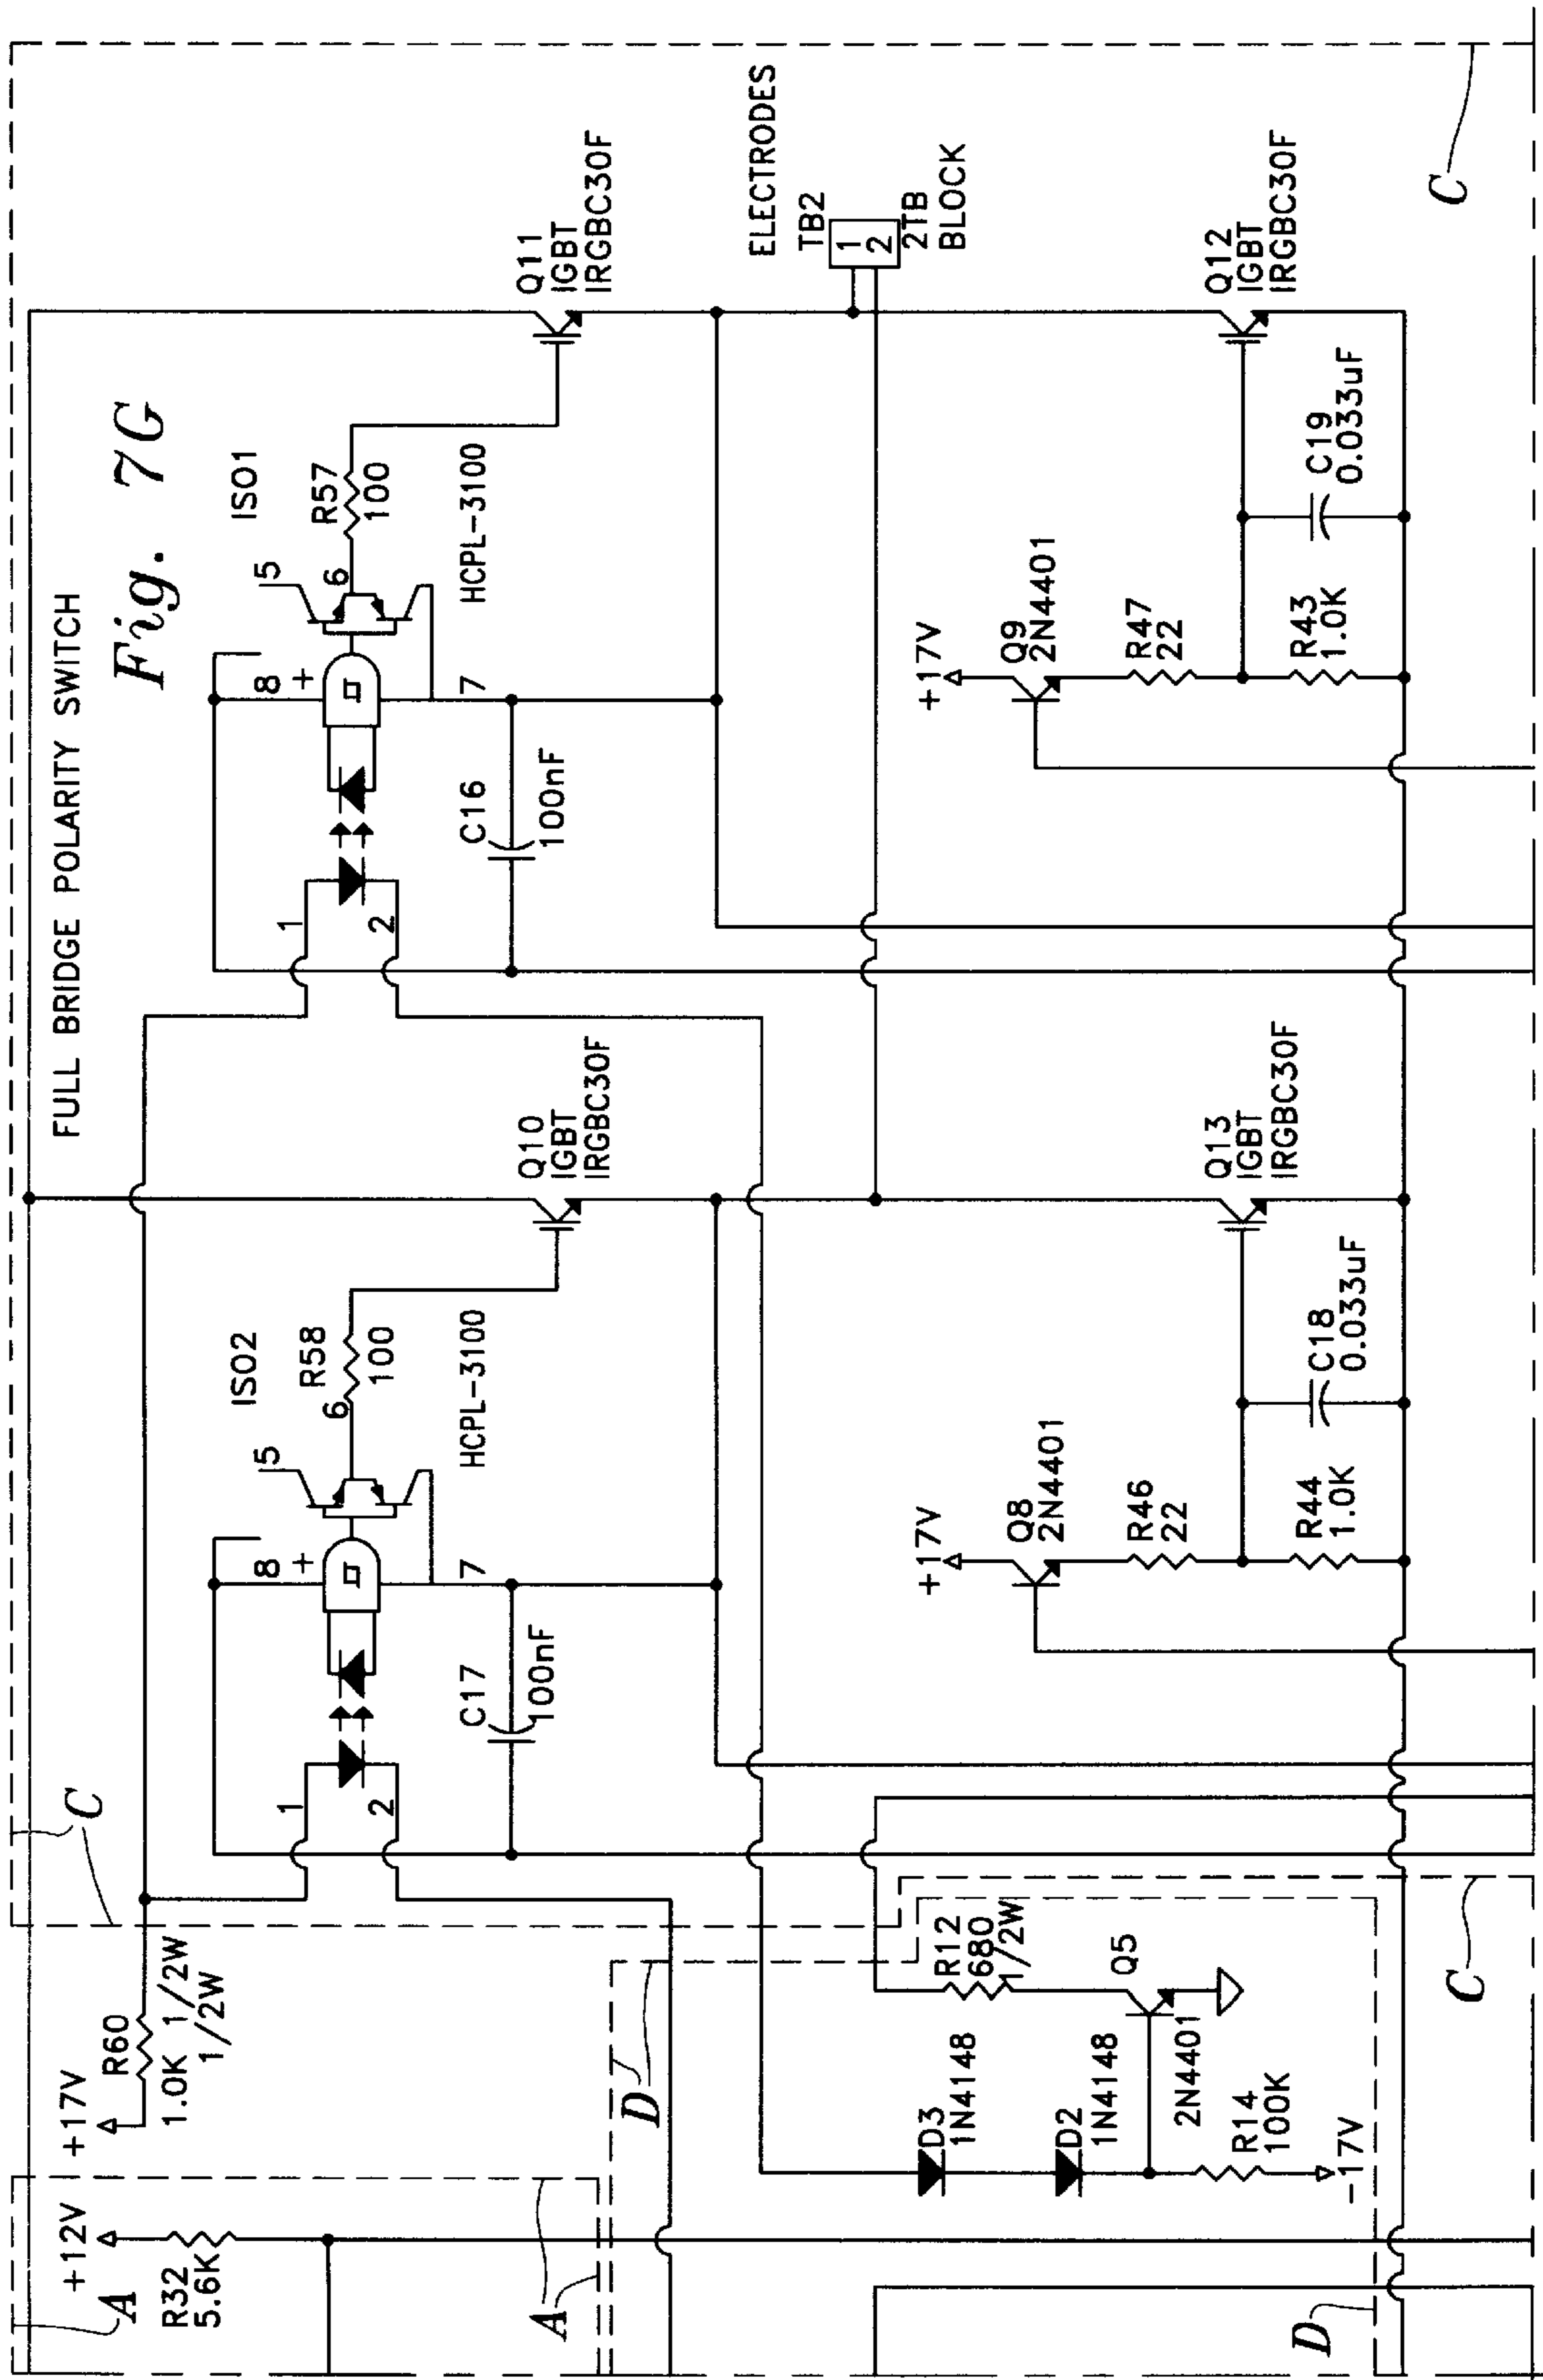 FULL BRIDGE POLARITY SWITCH
Fig. 7G
A
+12V
R32
5.6K
A
+17V
R60
1.0K 1/2W
1/2W
C
1
2
8
+
5
6
7
ISO2
R58
100
HCPL-3100
C17
100nF
Q10
IGBT
IRGBC30F
1
2
8
+
5
6
7
ISO1
R57
100
HCPL-3100
C16
100nF
Q11
IGBT
IRGBC30F
ELECTRODES
TB2
1
2
2TB
BLOCK
D
D3
1N4148
D2
1N4148
R12
680
1/2W
Q5
2N4401
R14
100K
-17V
D
C
+17V
Q8
2N4401
R46
22
R44
1.0K
C18
0.033uF
Q13
IGBT
IRGBC30F
+17V
Q9
2N4401
R47
22
R43
1.0K
C19
0.033uF
Q12
IGBT
IRGBC30F
C